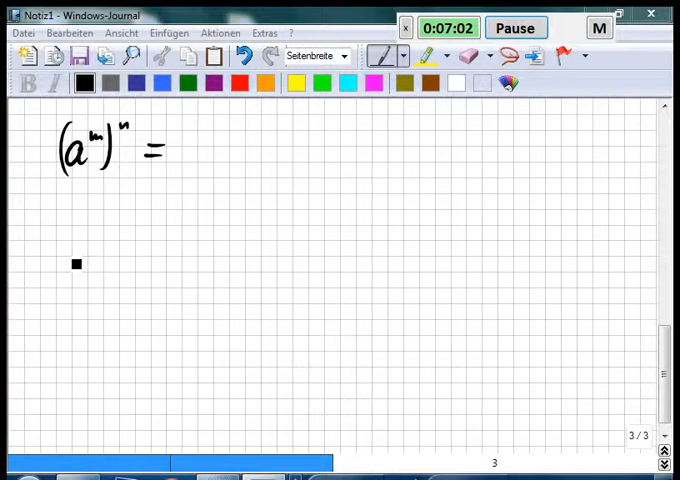 Notiz1 - Windows-Journal
x 0:07:02 Pause M
Datei Bearbeiten Ansicht Einfügen Aktionen Extras ?
Seitenbreite
B I
(a^m)^n =
3 / 3
3